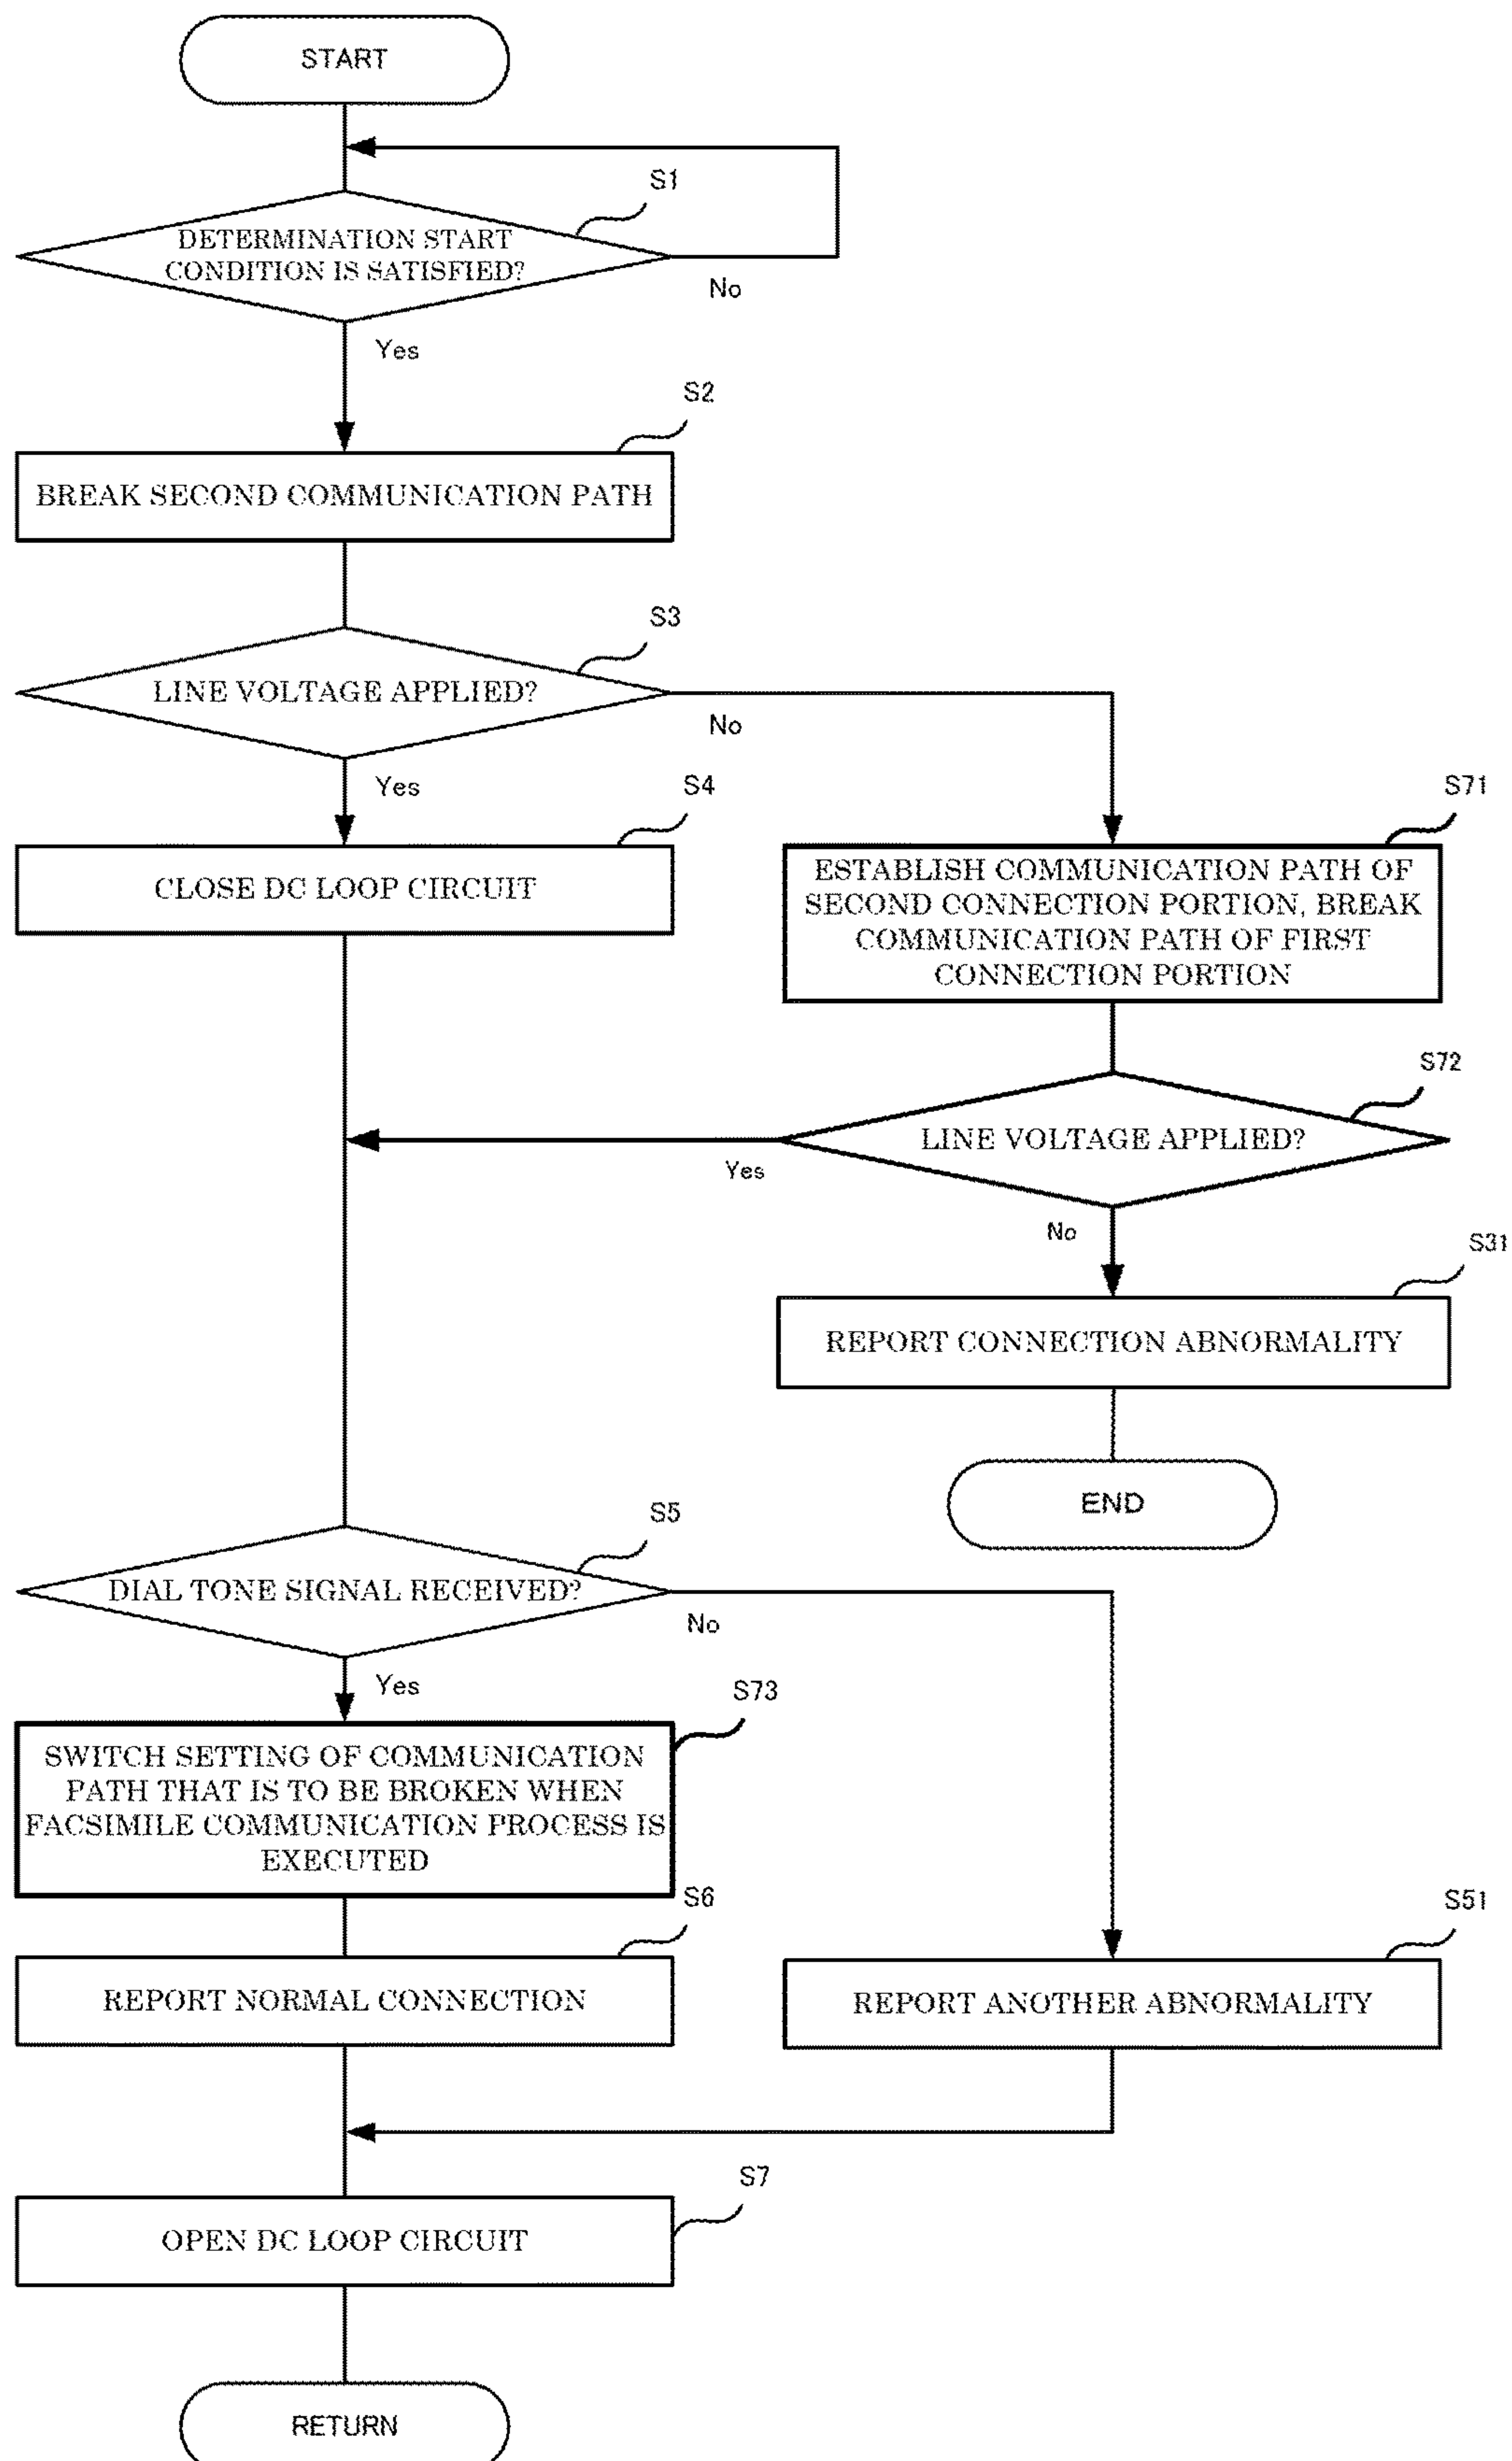 START
S1
DETERMINATION START
CONDITION IS SATISFIED?
No
Yes
S2
BREAK SECOND COMMUNICATION PATH
S3
LINE VOLTAGE APPLIED?
No
Yes
S4
CLOSE DC LOOP CIRCUIT
S71
ESTABLISH COMMUNICATION PATH OF
SECOND CONNECTION PORTION, BREAK
COMMUNICATION PATH OF FIRST
CONNECTION PORTION
S72
LINE VOLTAGE APPLIED?
Yes
No
S31
REPORT CONNECTION ABNORMALITY
END
S5
DIAL TONE SIGNAL RECEIVED?
No
Yes
S73
SWITCH SETTING OF COMMUNICATION
PATH THAT IS TO BE BROKEN WHEN
FACSIMILE COMMUNICATION PROCESS IS
EXECUTED
S6
REPORT NORMAL CONNECTION
S51
REPORT ANOTHER ABNORMALITY
S7
OPEN DC LOOP CIRCUIT
RETURN